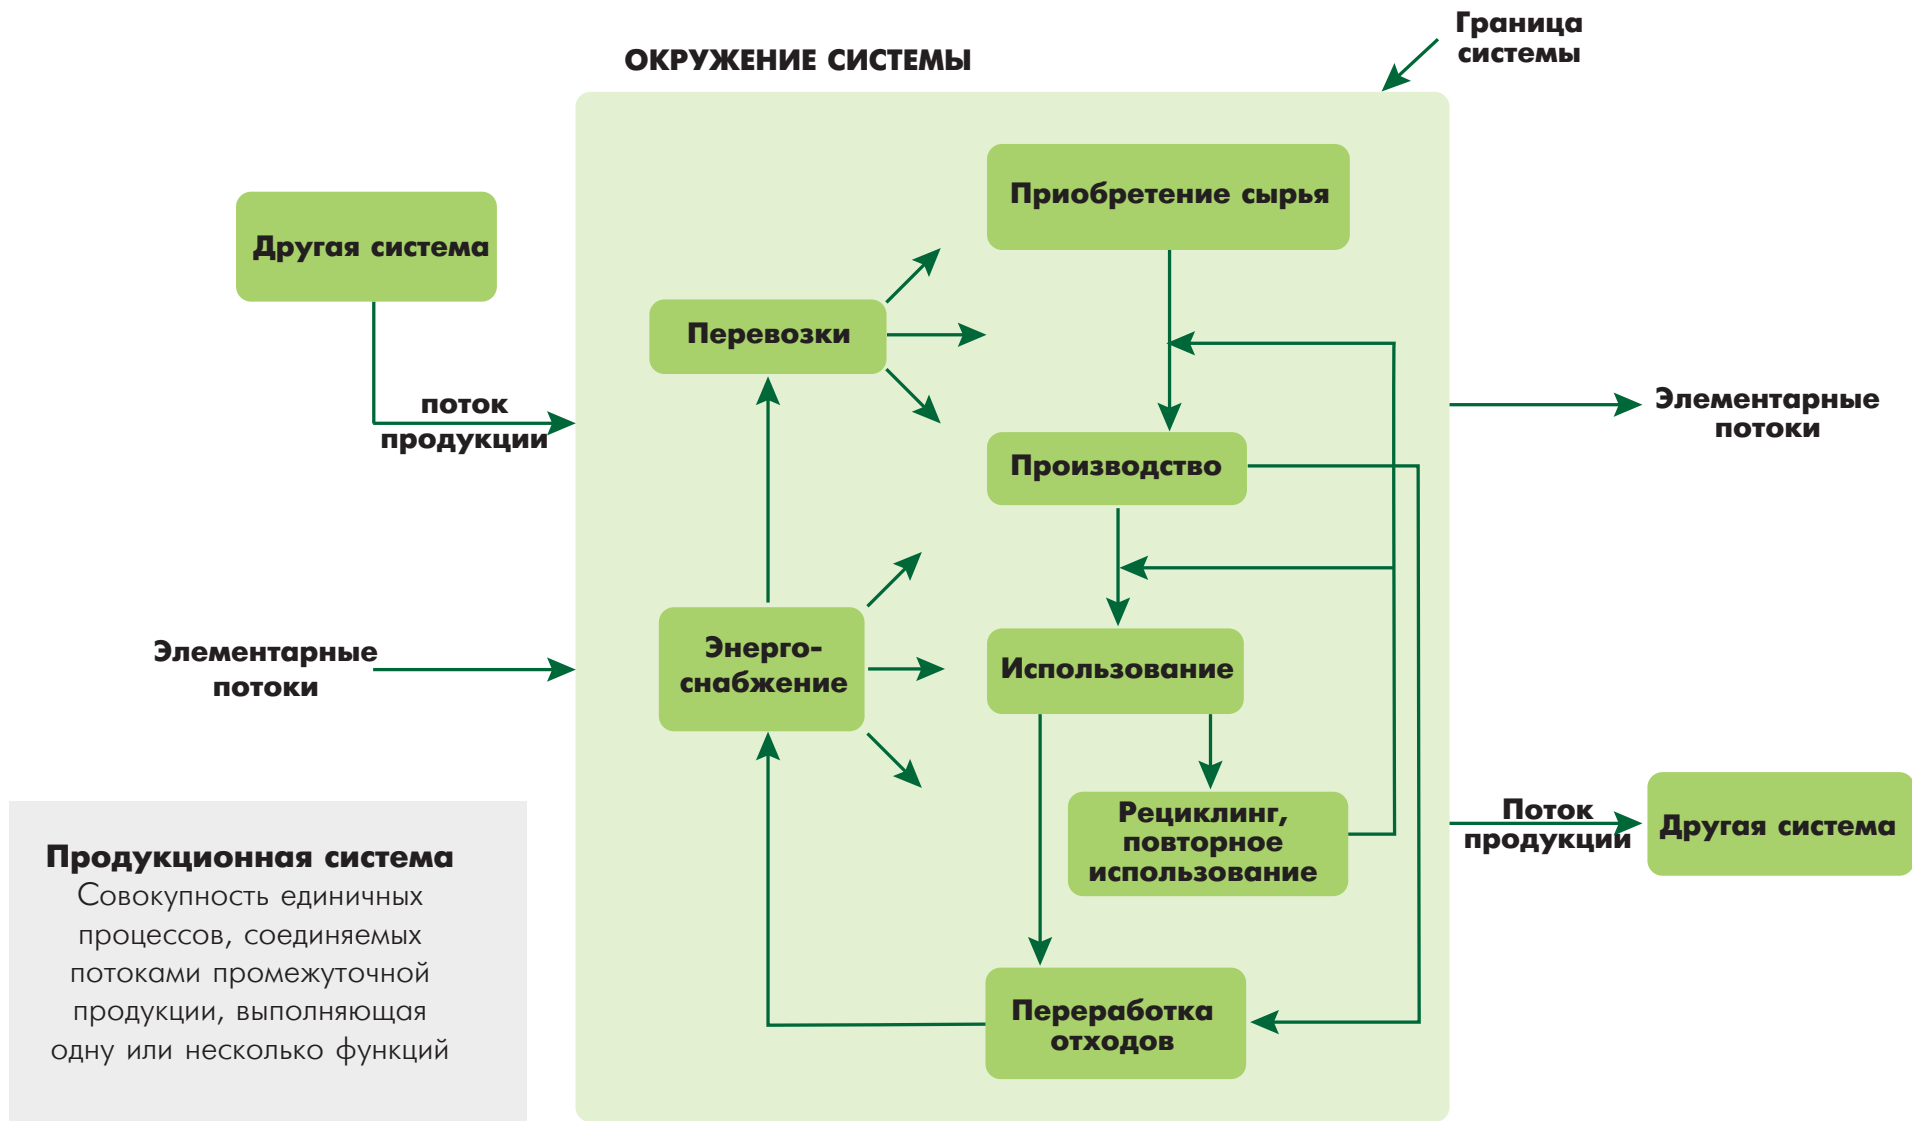 Граница
системы
ОКРУЖЕНИЕ СИСТЕМЫ
Приобретение сырья
Другая система
Перевозки
поток
продукции
Элементарные
потоки
Производство
Элементарные
потоки
Энерго-
снабжение
Использование
Рециклинг,
повторное
использование
Поток
продукции
Другая система
Продукционная система
Совокупность единичных
процессов, соединяемых
потоками промежуточной
продукции, выполняющая
одну или несколько функций
Переработка
отходов